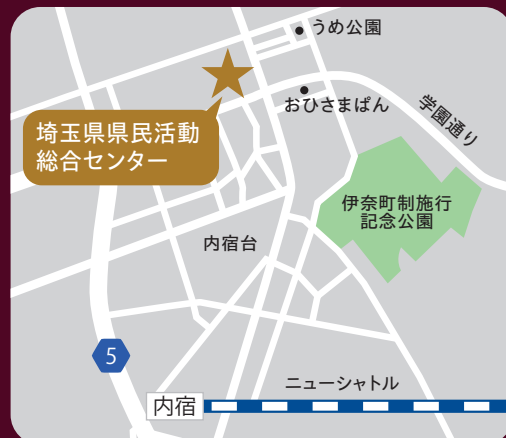 うめ公園
おひさまぱん
学園通り
埼玉県県民活動
総合センター
伊奈町制施行
記念公園
内宿台
5
ニューシャトル
内宿